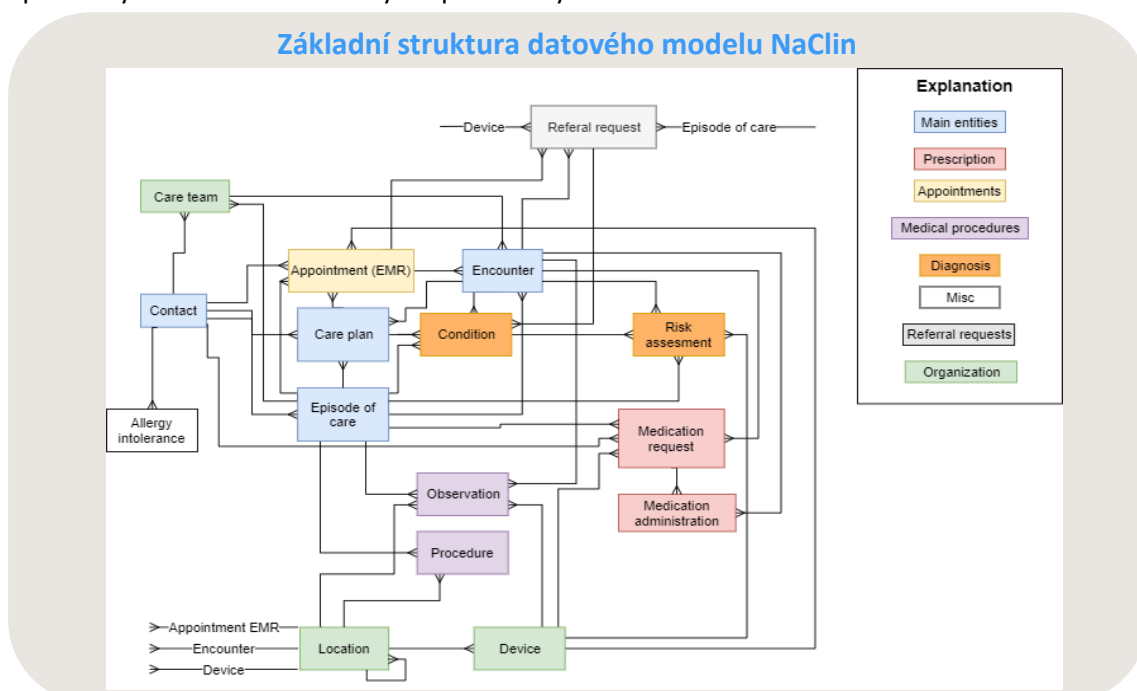 Základní struktura datového modelu NaClin
Explanation
Main entities
Prescription
Appointments
Medical procedures
Diagnosis
Misc
Referral requests
Organization
Device
Referal request
Episode of care
Care team
Appointment (EMR)
Encounter
Contact
Care plan
Condition
Risk
assesment
Episode of
care
Allergy
intolerance
Medication
request
Observation
Medication
administration
Procedure
Appointment EMR
Encounter
Device
Location
Device